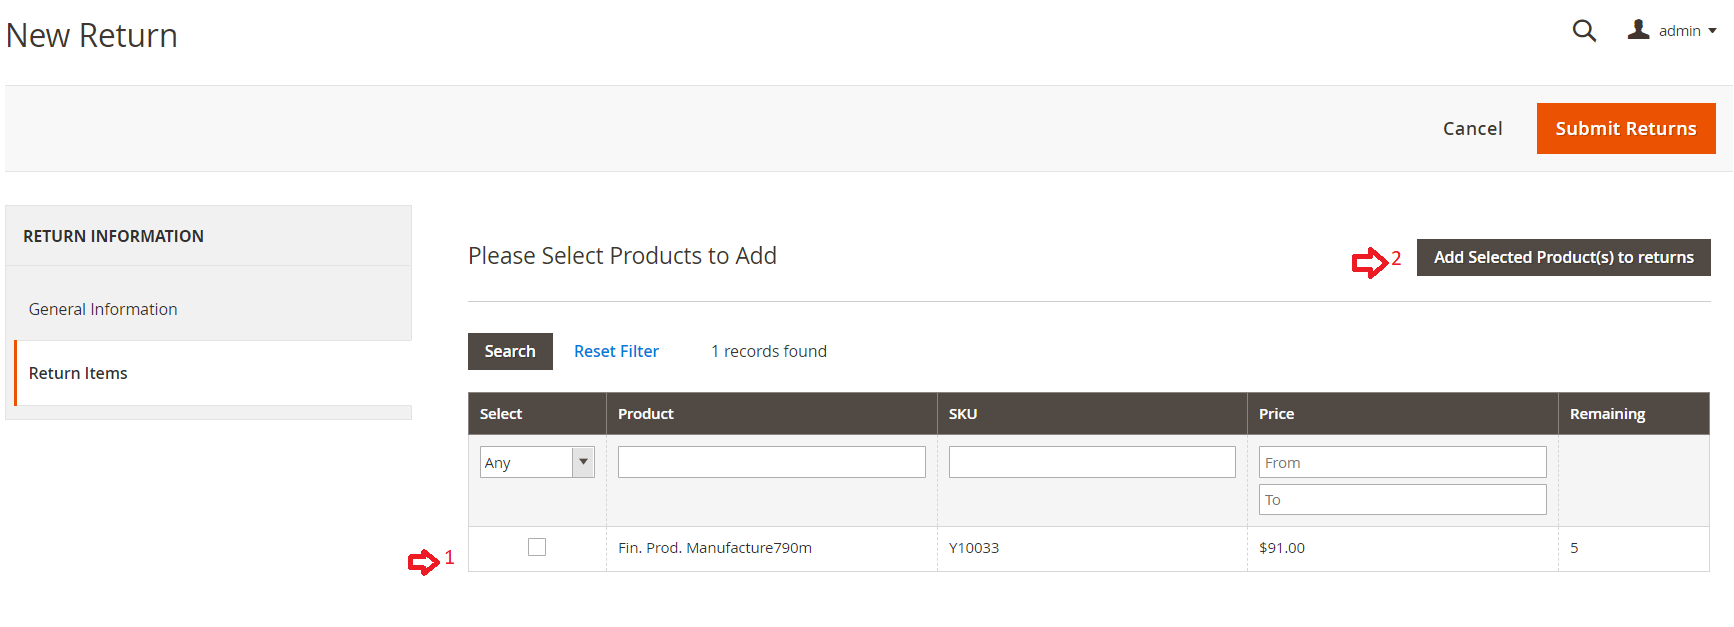 New Return
admin
Cancel
Submit Returns
RETURN INFORMATION
General Information
Return Items
Please Select Products to Add
2
Add Selected Product(s) to returns
Search
Reset Filter
1 records found
Select Product SKU Price Remaining
Any From
To
1 Fin. Prod. Manufacture790m Y10033 $91.00 5